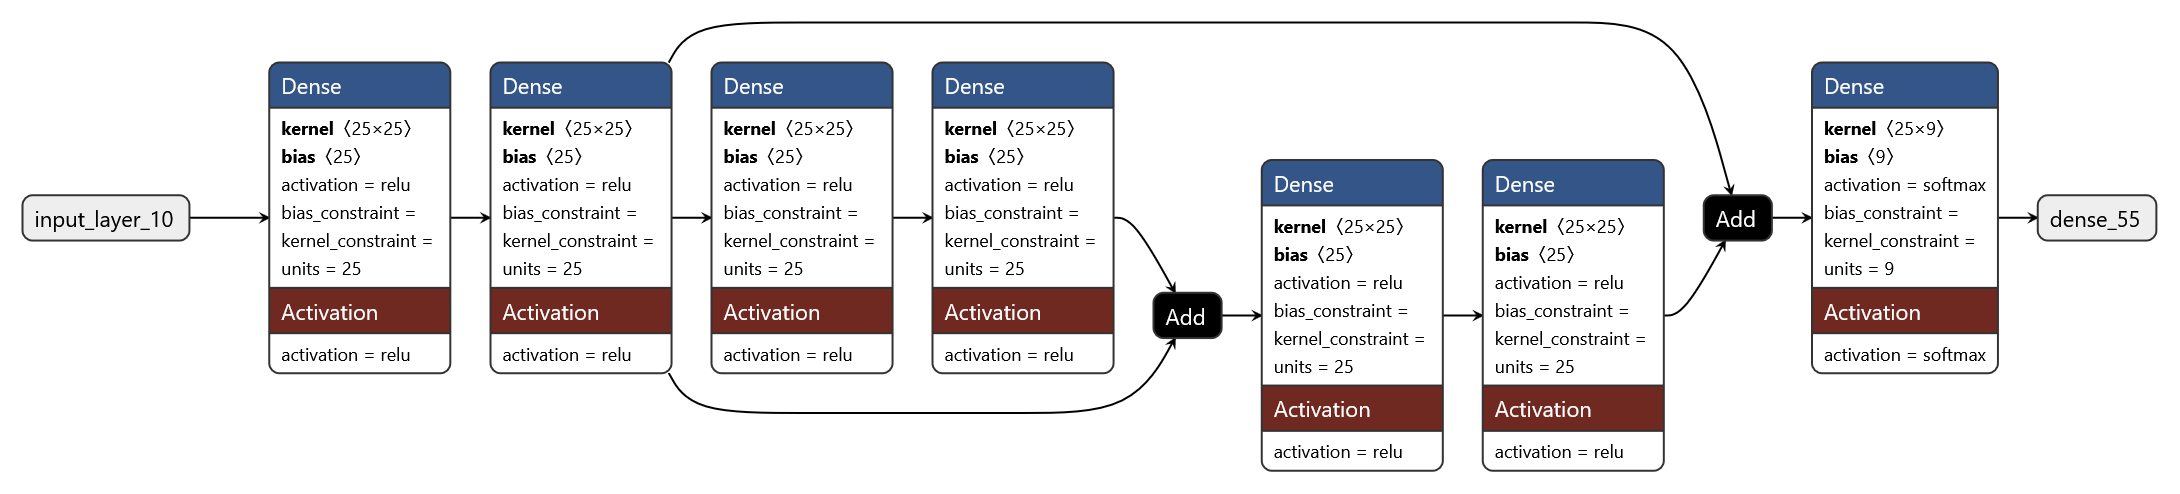 input_layer_10
Dense
kernel 〈25×25〉
bias 〈25〉
activation = relu
bias_constraint =
kernel_constraint =
units = 25
Activation
activation = relu
Dense
kernel 〈25×25〉
bias 〈25〉
activation = relu
bias_constraint =
kernel_constraint =
units = 25
Activation
activation = relu
Dense
kernel 〈25×25〉
bias 〈25〉
activation = relu
bias_constraint =
kernel_constraint =
units = 25
Activation
activation = relu
Dense
kernel 〈25×25〉
bias 〈25〉
activation = relu
bias_constraint =
kernel_constraint =
units = 25
Activation
activation = relu
Add
Dense
kernel 〈25×25〉
bias 〈25〉
activation = relu
bias_constraint =
kernel_constraint =
units = 25
Activation
activation = relu
Dense
kernel 〈25×25〉
bias 〈25〉
activation = relu
bias_constraint =
kernel_constraint =
units = 25
Activation
activation = relu
Add
Dense
kernel 〈25×9〉
bias 〈9〉
activation = softmax
bias_constraint =
kernel_constraint =
units = 9
Activation
activation = softmax
dense_55